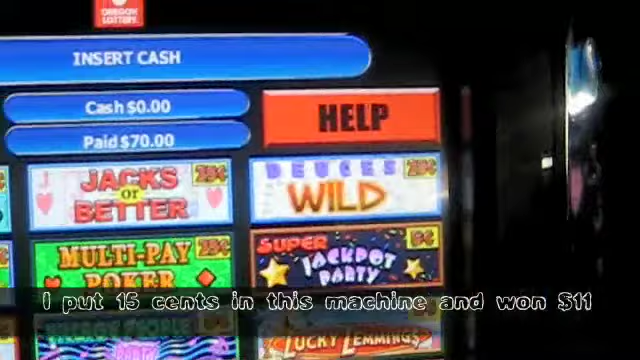 OREGON
LOTTERY
INSERT CASH
Cash $0.00
Paid $70.00
HELP
J
JACKS
or
BETTER
25¢
DEUCES
WILD
25¢
MULTI-PAY
POKER
25¢
SUPER
JACKPOT
PARTY
5¢
I put 15 cents in this machine and won $11
PARTY
LUCKY LEMMINGS